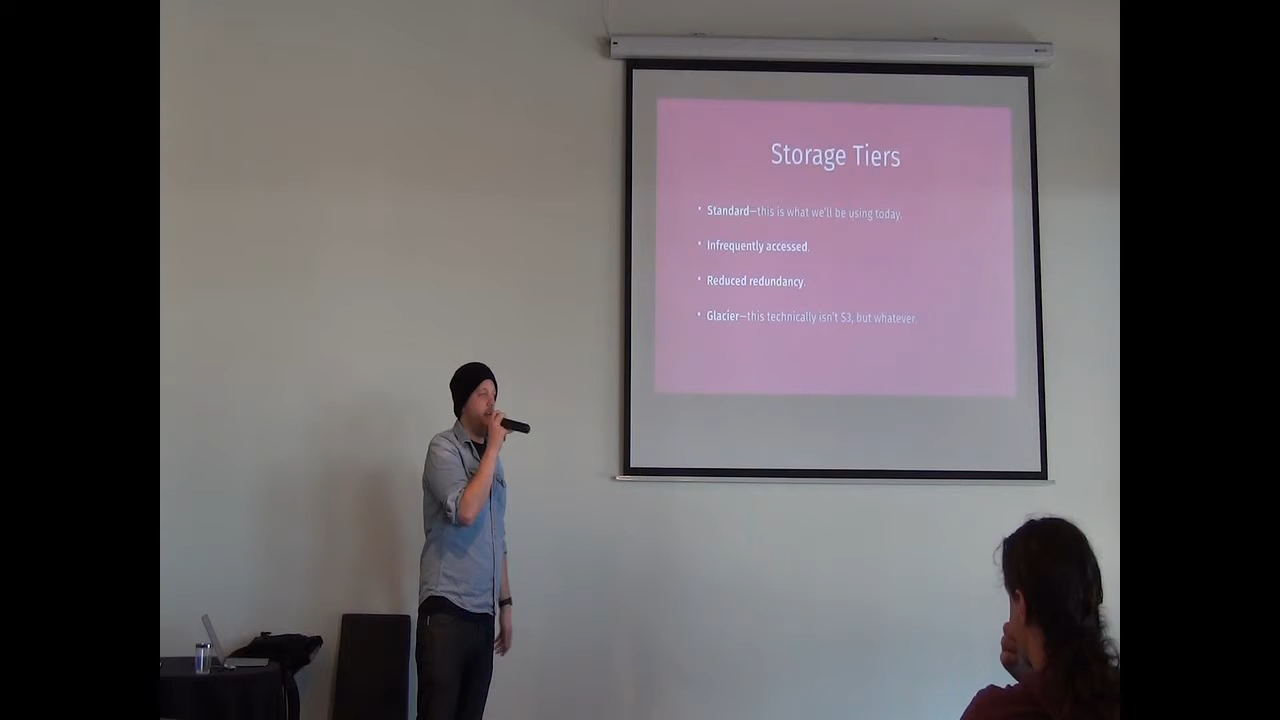 Storage Tiers
• Standard—this is what we'll be using today.
• Infrequently accessed.
• Reduced redundancy.
• Glacier—this technically isn't S3, but whatever.